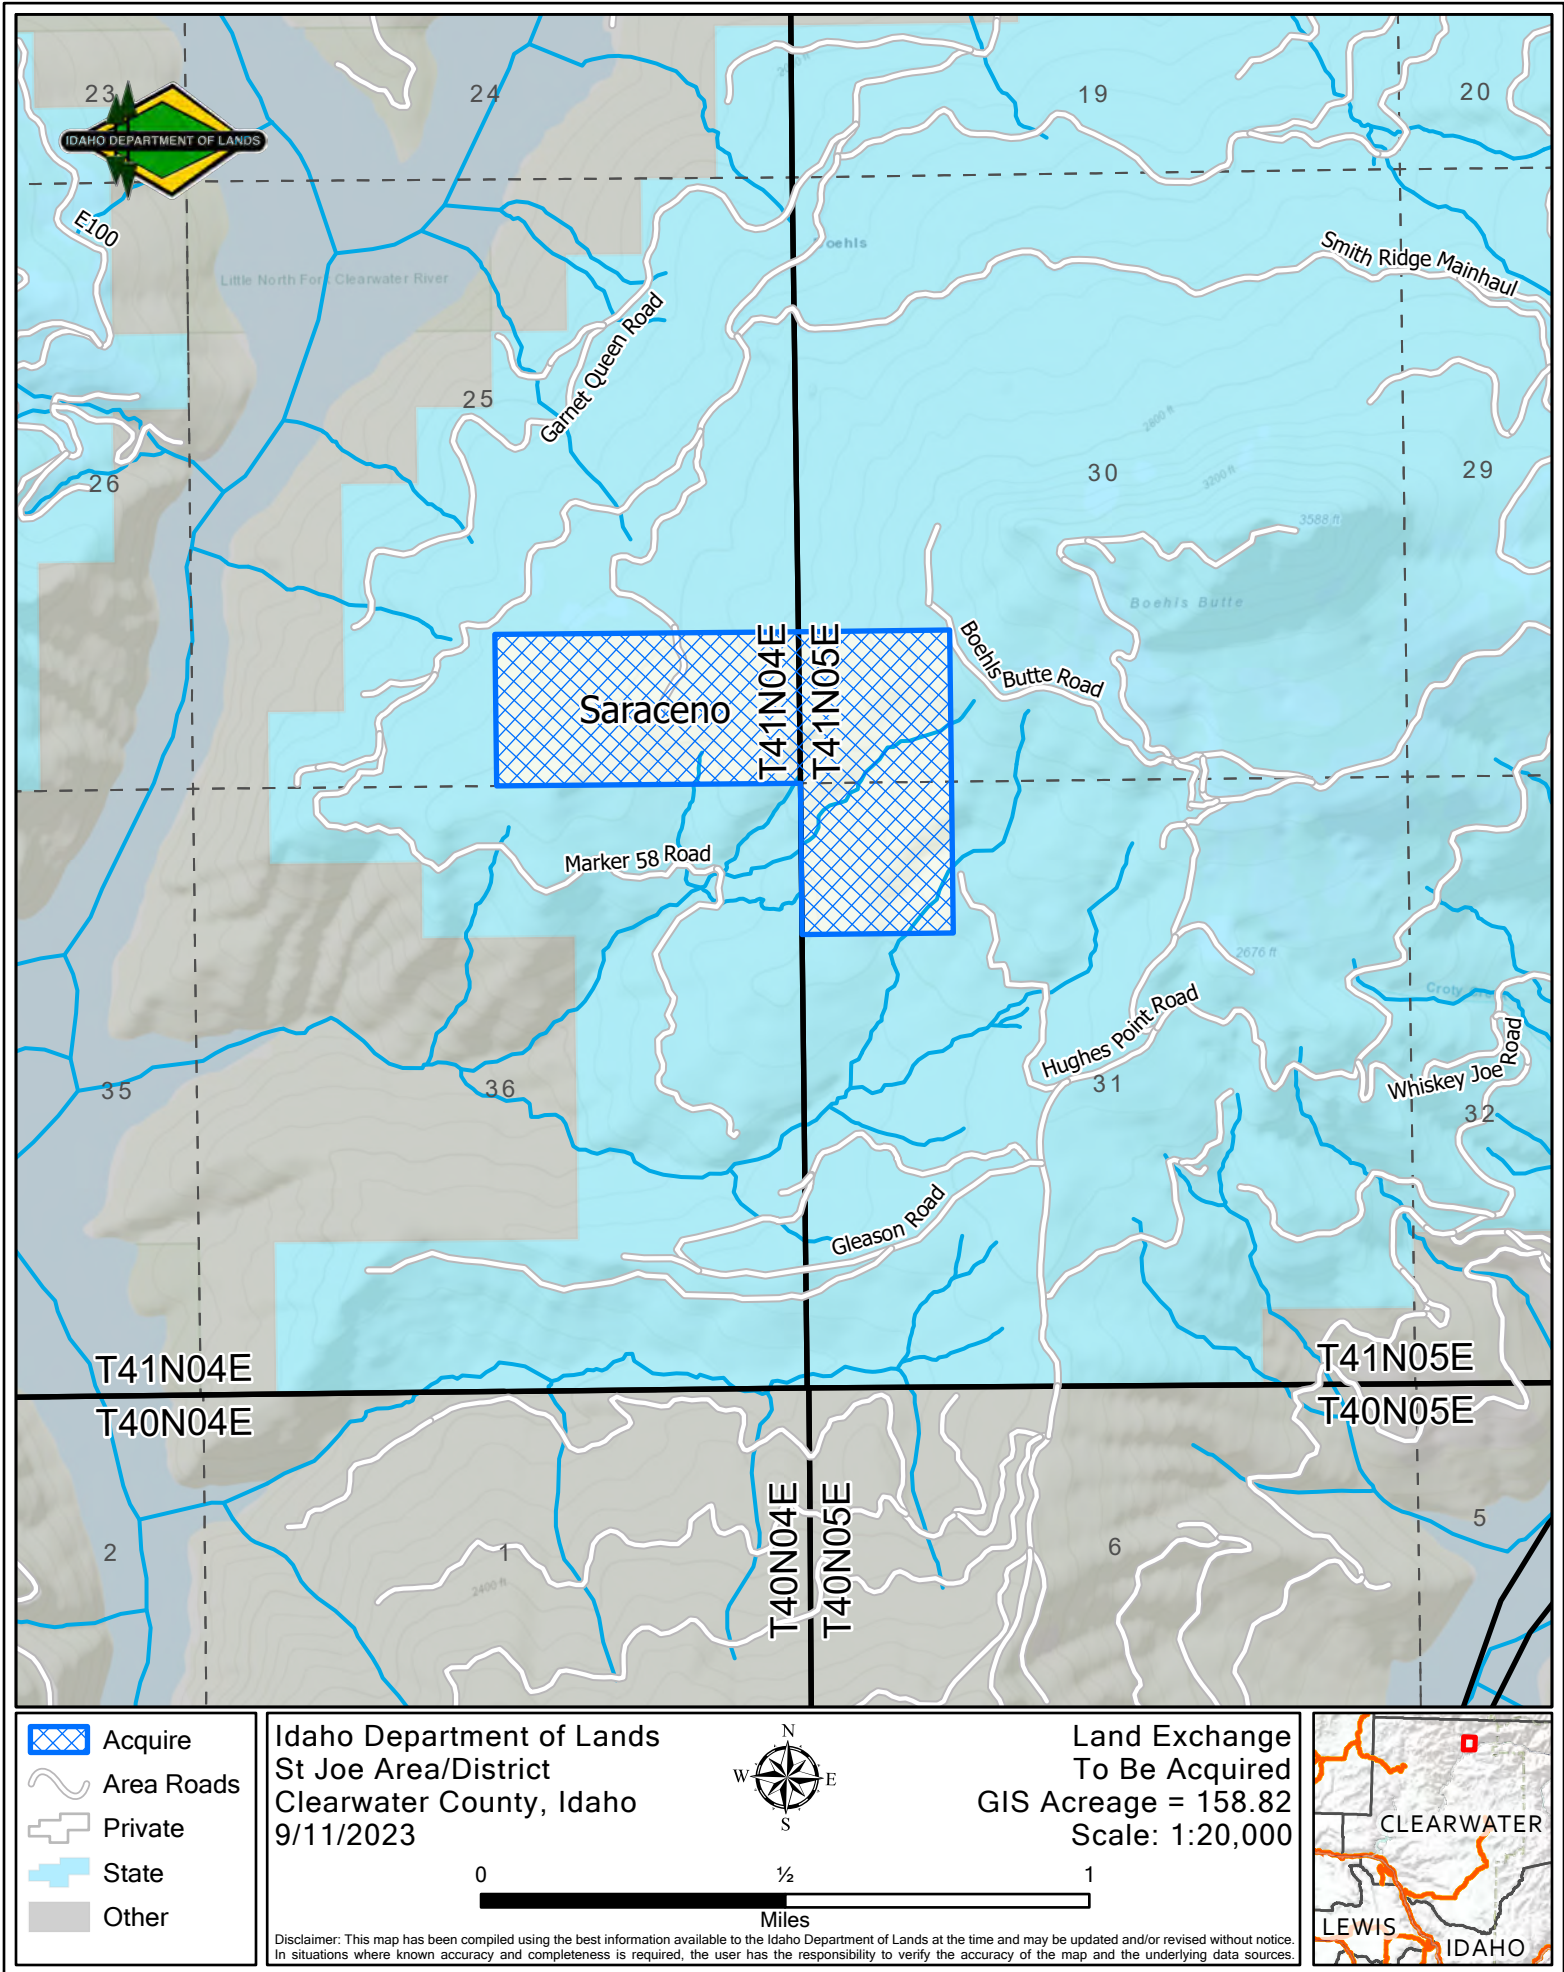 23
24
19
20
IDAHO DEPARTMENT OF LANDS
E100
oehls
Smith Ridge Mainhaul
Little North Fork Clearwater River
Garnet Queen Road
25
2800 ft
26
30
29
3200 ft
3588 ft
Boehls Butte
T41N04E
T41N05E
Boehls Butte Road
Saraceno
Marker 58 Road
2676 ft
Croty
Hughes Point Road
Whiskey Joe Road
35
36
31
32
Gleason Road
T41N04E
T41N05E
T40N04E
T40N05E
T40N04E
T40N05E
5
2
1
6
2400 ft
Acquire
Area Roads
Private
State
Other
Idaho Department of Lands
St Joe Area/District
Clearwater County, Idaho
9/11/2023
N
W
E
S
Land Exchange
To Be Acquired
GIS Acreage = 158.82
Scale: 1:20,000
0
½
1
Miles
Disclaimer: This map has been compiled using the best information available to the Idaho Department of Lands at the time and may be updated and/or revised without notice.
In situations where known accuracy and completeness is required, the user has the responsibility to verify the accuracy of the map and the underlying data sources.
CLEARWATER
LEWIS
IDAHO